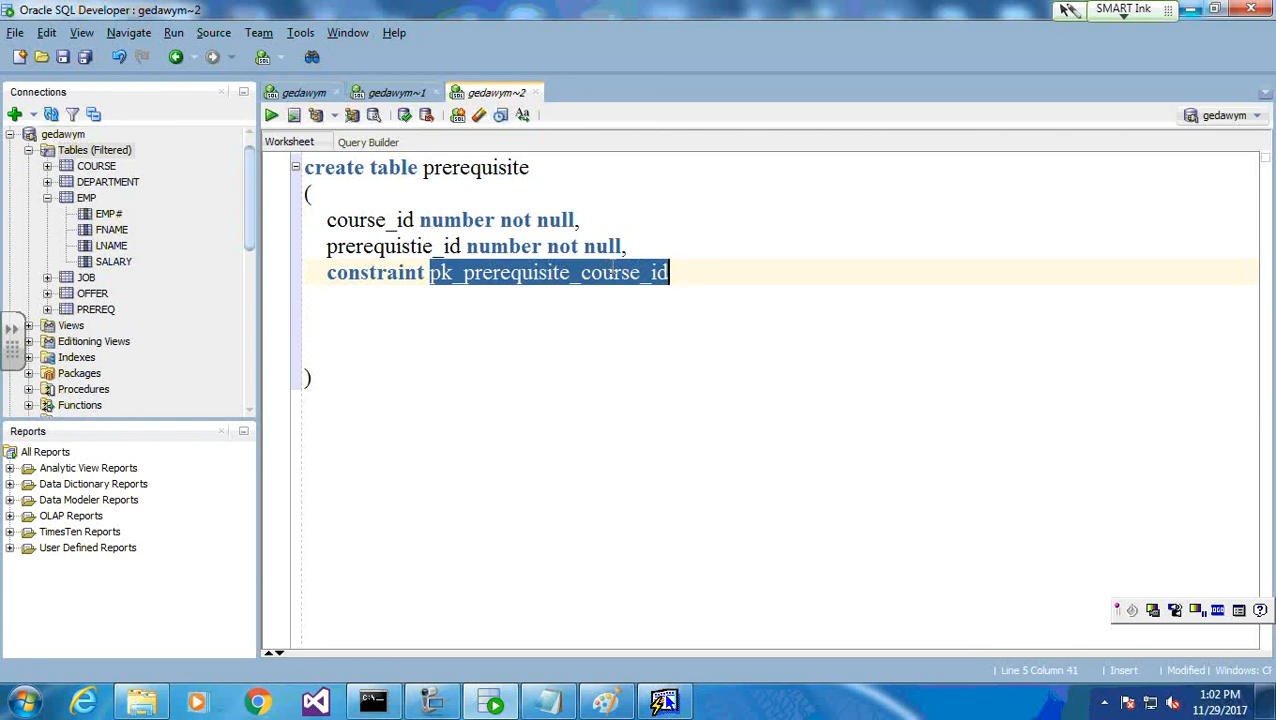 Oracle SQL Developer : gedawym~2
SMART Ink
File Edit View Navigate Run Source Team Tools Window Help
Connections
gedawym
Tables (Filtered)
COURSE
DEPARTMENT
EMP
EMP#
FNAME
LNAME
SALARY
JOB
OFFER
PREREQ
Views
Editioning Views
Indexes
Packages
Procedures
Functions
Reports
All Reports
Analytic View Reports
Data Dictionary Reports
Data Modeler Reports
OLAP Reports
TimesTen Reports
User Defined Reports
gedawym gedawym~1 gedawym~2
Aa
gedawym
Worksheet Query Builder
create table prerequisite
(
course_id number not null,
prerequistie_id number not null,
constraint pk_prerequisite_course_id
)
Line 5 Column 41 Insert Modified Windows: CF
1:02 PM
11/29/2017